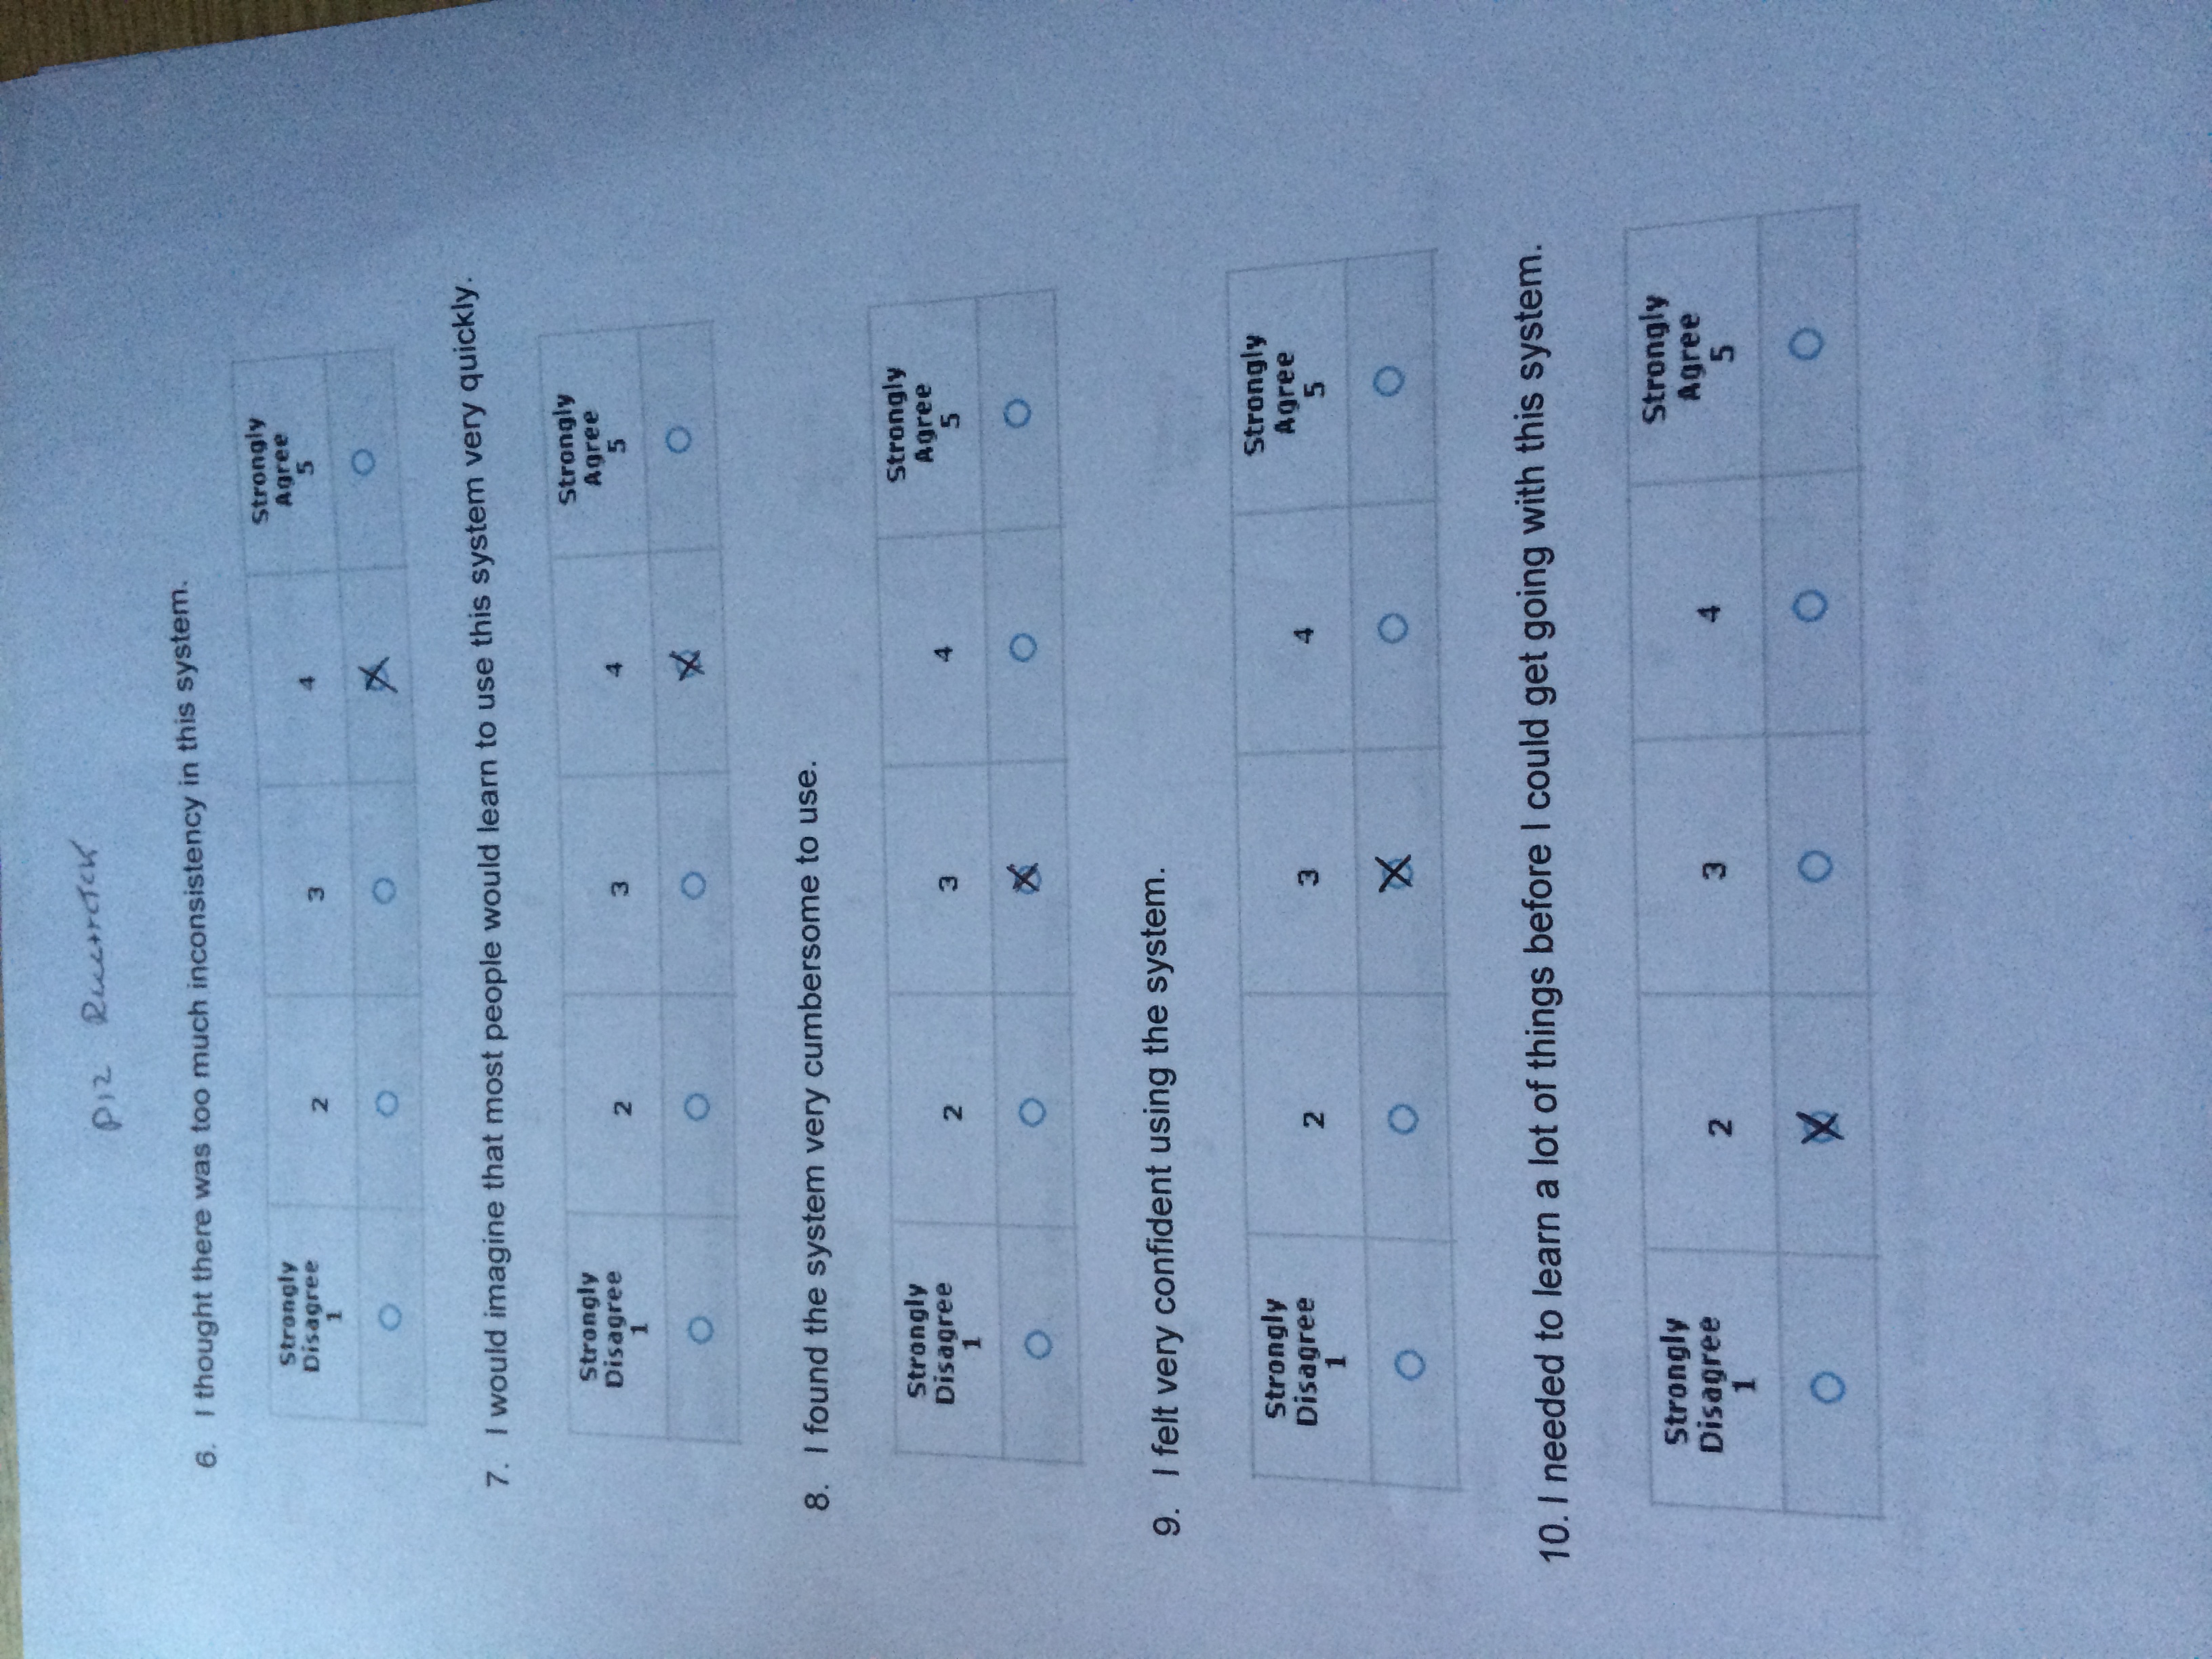 P12
6. I thought there was too much inconsistency in this system.
Strongly Disagree 1 2 3 4 Strongly Agree 5
7. I would imagine that most people would learn to use this system very quickly.
Strongly Disagree 1 2 3 4 Strongly Agree 5
8. I found the system very cumbersome to use.
Strongly Disagree 1 2 3 4 Strongly Agree 5
9. I felt very confident using the system.
Strongly Disagree 1 2 3 4 Strongly Agree 5
10. I needed to learn a lot of things before I could get going with this system.
Strongly Disagree 1 2 3 4 Strongly Agree 5